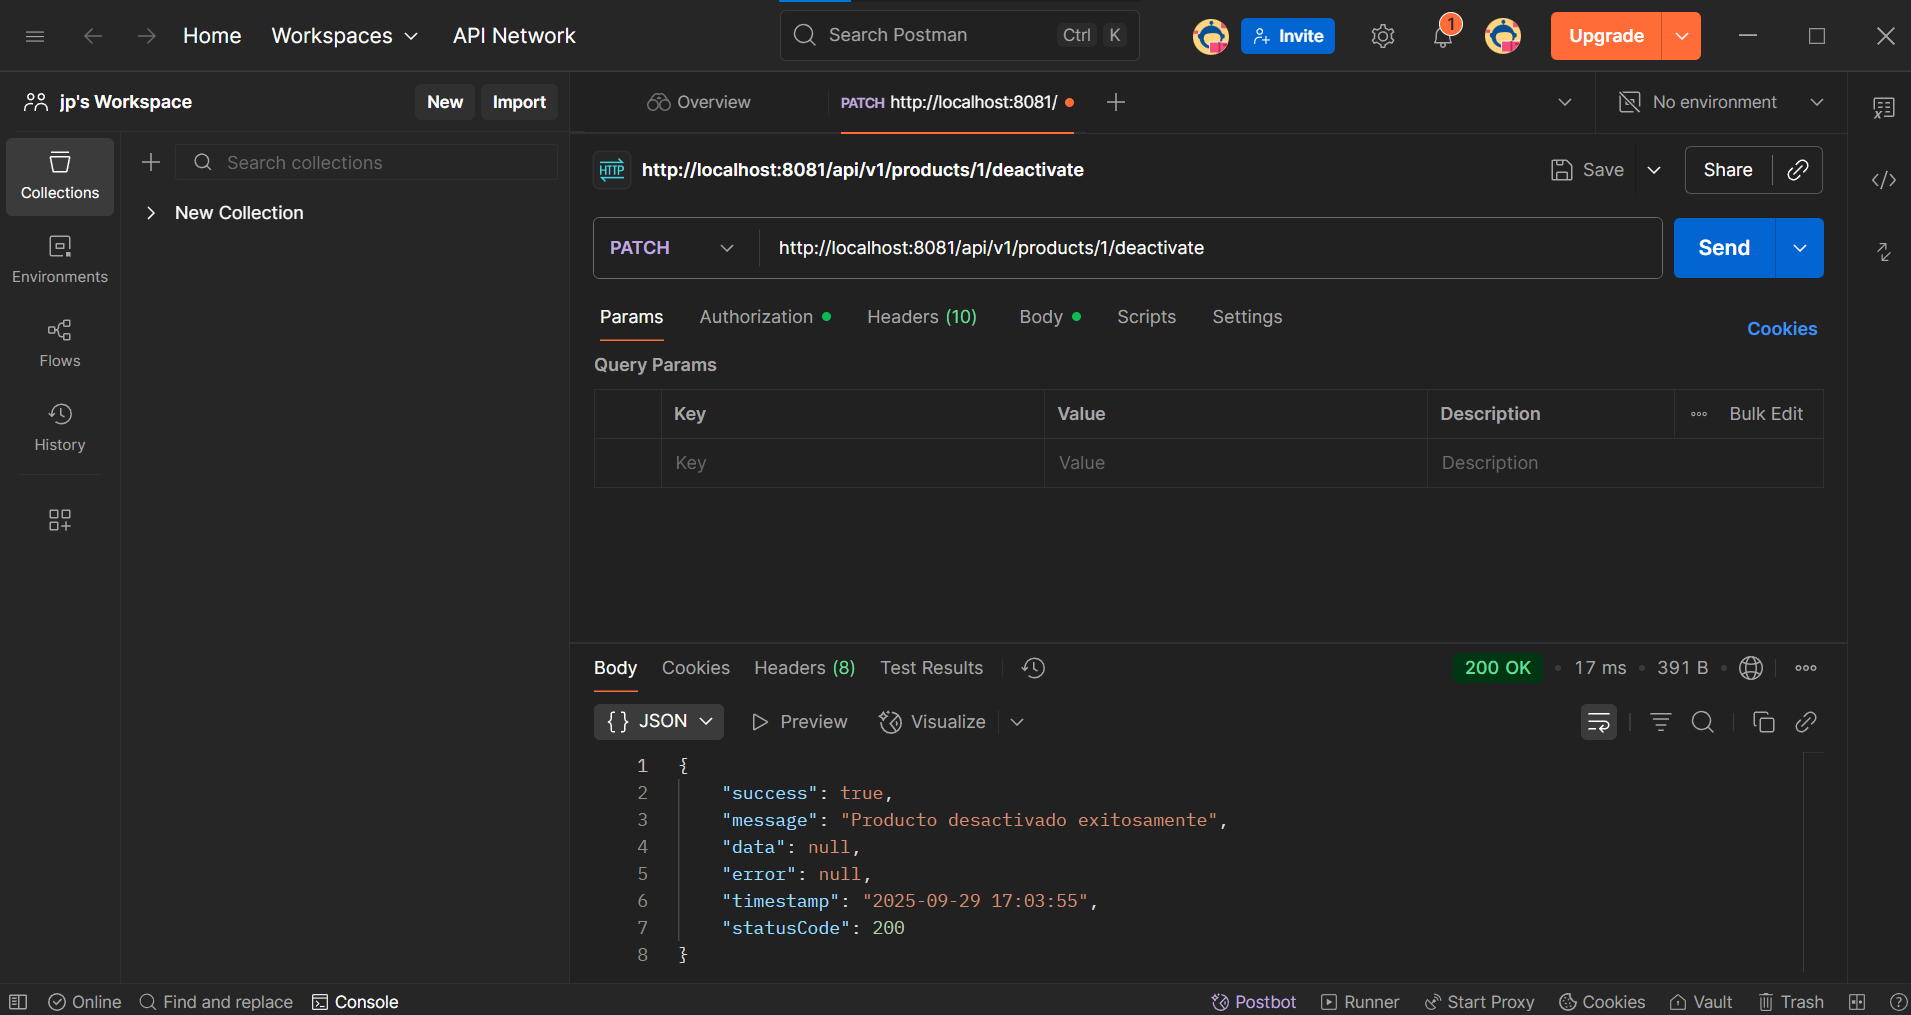 Home Workspaces API Network Search Postman Ctrl K Invite 1 Upgrade
jp's Workspace New Import Overview PATCH http://localhost:8081/ No environment
Collections
Environments
Flows
History
Search collections
New Collection
HTTP http://localhost:8081/api/v1/products/1/deactivate Save Share
PATCH http://localhost:8081/api/v1/products/1/deactivate Send
Params Authorization Headers (10) Body Scripts Settings Cookies
Query Params
Key Value Description Bulk Edit
Key Value Description
Body Cookies Headers (8) Test Results 200 OK 17 ms 391 B
{ } JSON Preview Visualize
1 {
2 "success": true,
3 "message": "Producto desactivado exitosamente",
4 "data": null,
5 "error": null,
6 "timestamp": "2025-09-29 17:03:55",
7 "statusCode": 200
8 }
Online Find and replace Console Postbot Runner Start Proxy Cookies Vault Trash